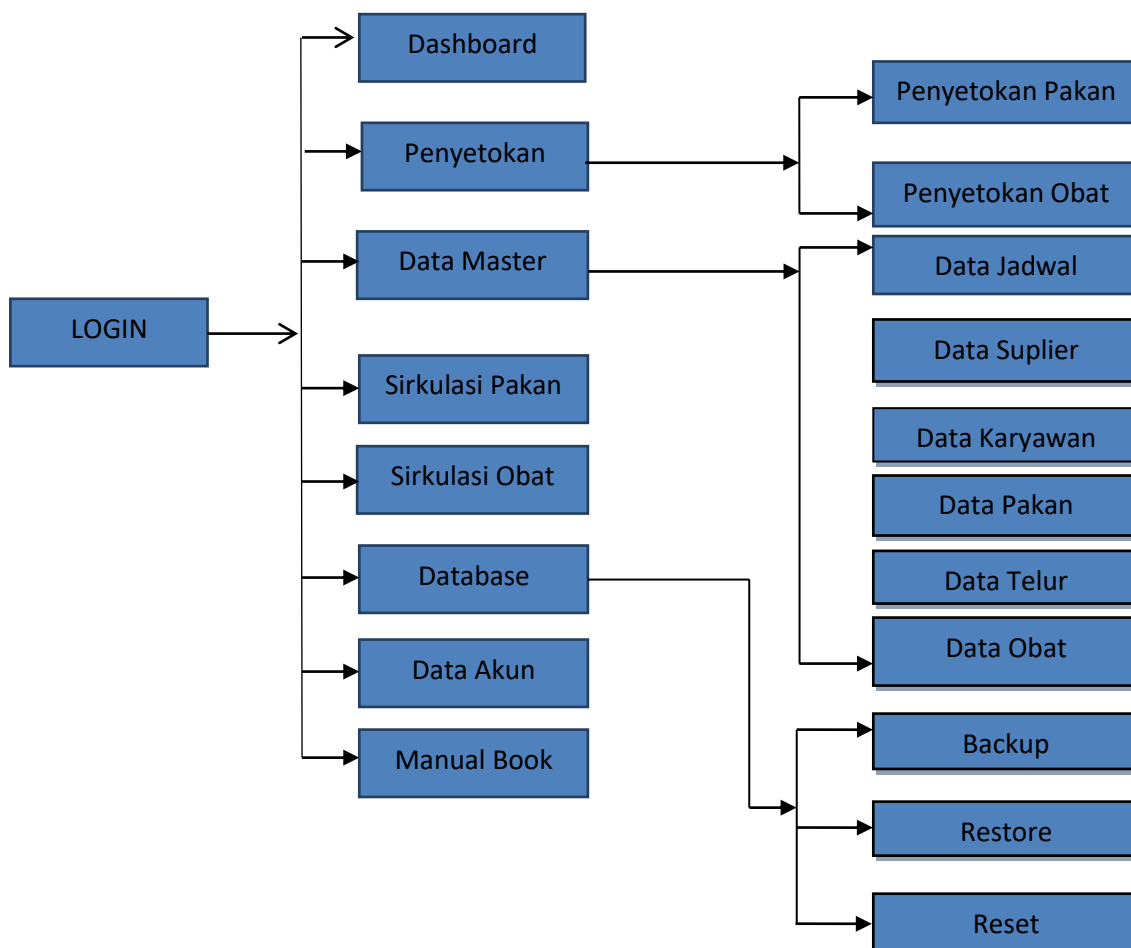 LOGIN
Dashboard
Penyetokan
Data Master
Sirkulasi Pakan
Sirkulasi Obat
Database
Data Akun
Manual Book
Penyetokan Pakan
Penyetokan Obat
Data Jadwal
Data Suplier
Data Karyawan
Data Pakan
Data Telur
Data Obat
Backup
Restore
Reset